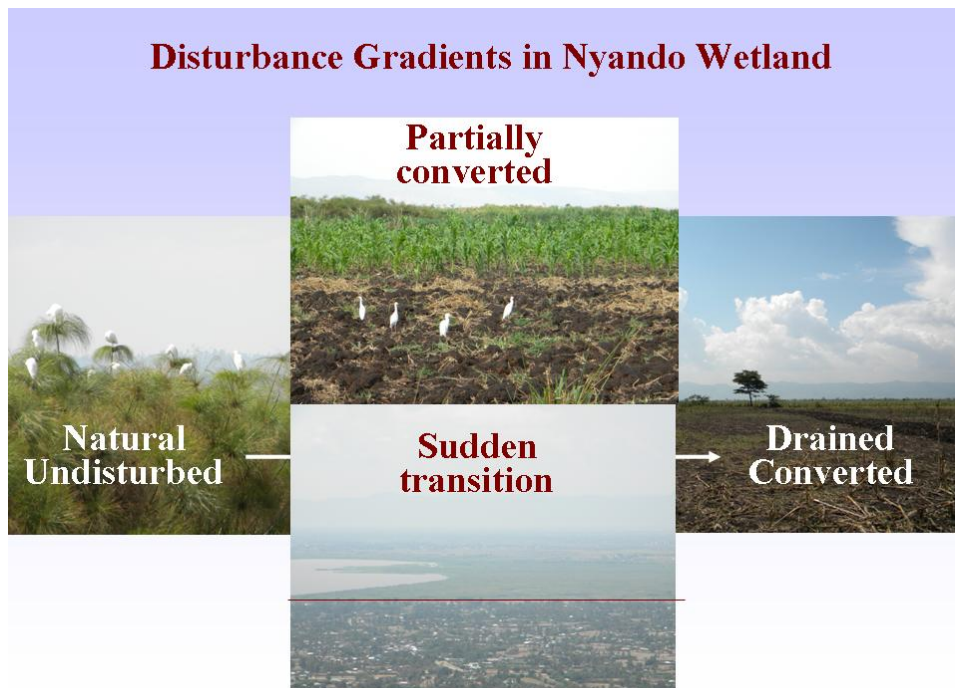 Disturbance Gradients in Nyando Wetland
Partially
converted
Natural
Undisturbed
Sudden
transition
Drained
Converted